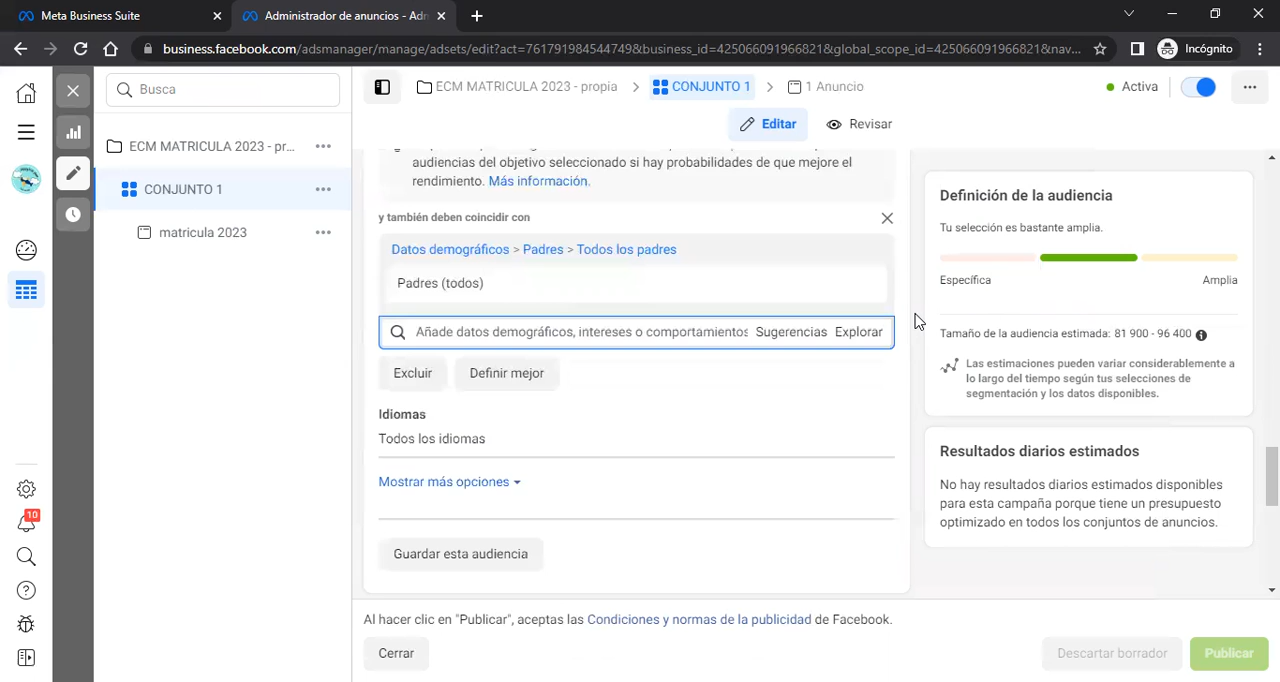 Meta Business Suite
Administrador de anuncios - Adm
business.facebook.com/adsmanager/manage/adsets/edit?act=761791984544749&business_id=425066091966821&global_scope_id=425066091966821&nav...
Incógnito
Busca
ECM MATRICULA 2023 - propia
CONJUNTO 1
1 Anuncio
Activa
Editar
Revisar
ECM MATRICULA 2023 - pr...
CONJUNTO 1
matricula 2023
10
audiencias del objetivo seleccionado si hay probabilidades de que mejore el
rendimiento. Más información.
y también deben coincidir con
Datos demográficos > Padres > Todos los padres
Padres (todos)
Añade datos demográficos, intereses o comportamientos Sugerencias Explorar
Excluir
Definir mejor
Idiomas
Todos los idiomas
Mostrar más opciones
Guardar esta audiencia
Definición de la audiencia
Tu selección es bastante amplia.
Específica
Amplia
Tamaño de la audiencia estimada: 81 900 - 96 400
Las estimaciones pueden variar considerablemente a
lo largo del tiempo según tus selecciones de
segmentación y los datos disponibles.
Resultados diarios estimados
No hay resultados diarios estimados disponibles
para esta campaña porque tiene un presupuesto
optimizado en todos los conjuntos de anuncios.
Al hacer clic en "Publicar", aceptas las Condiciones y normas de la publicidad de Facebook.
Cerrar
Descartar borrador
Publicar